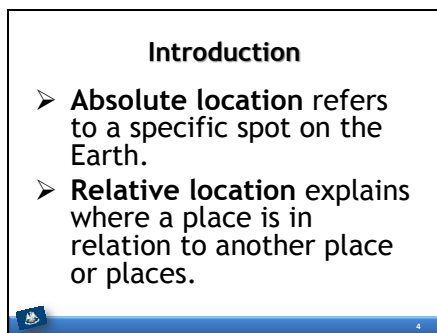 Introduction
➢ Absolute location refers
to a specific spot on the
Earth.
➢ Relative location explains
where a place is in
relation to another place
or places.
4